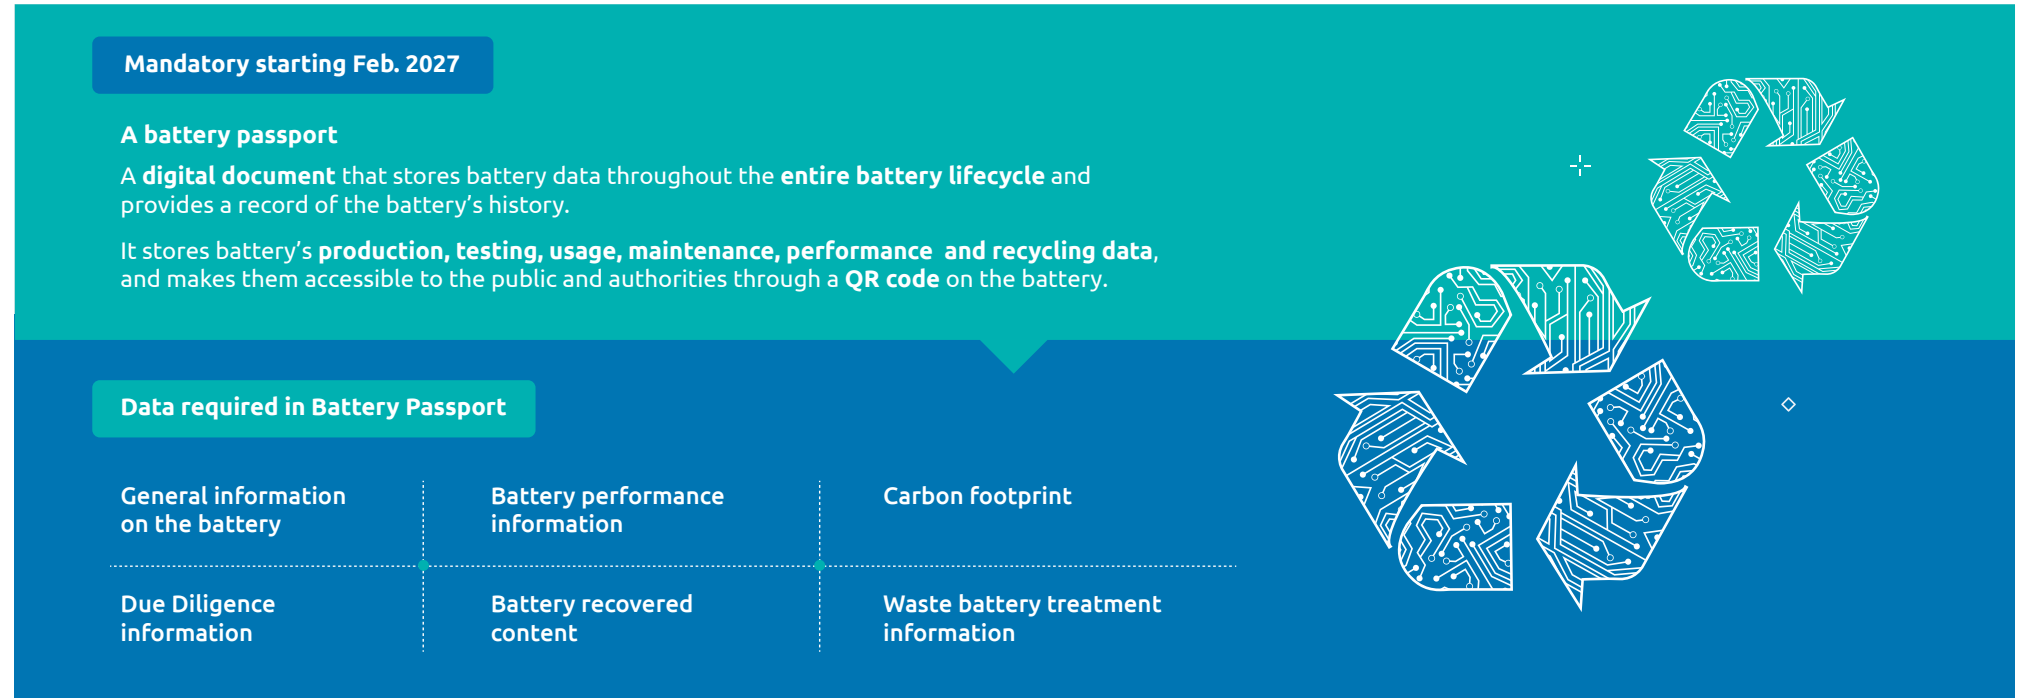 Mandatory starting Feb. 2027
A battery passport
A digital document that stores battery data throughout the entire battery lifecycle and
provides a record of the battery’s history.
It stores battery’s production, testing, usage, maintenance, performance and recycling data,
and makes them accessible to the public and authorities through a QR code on the battery.
Data required in Battery Passport
General information
on the battery
Battery performance
information
Carbon footprint
Due Diligence
information
Battery recovered
content
Waste battery treatment
information